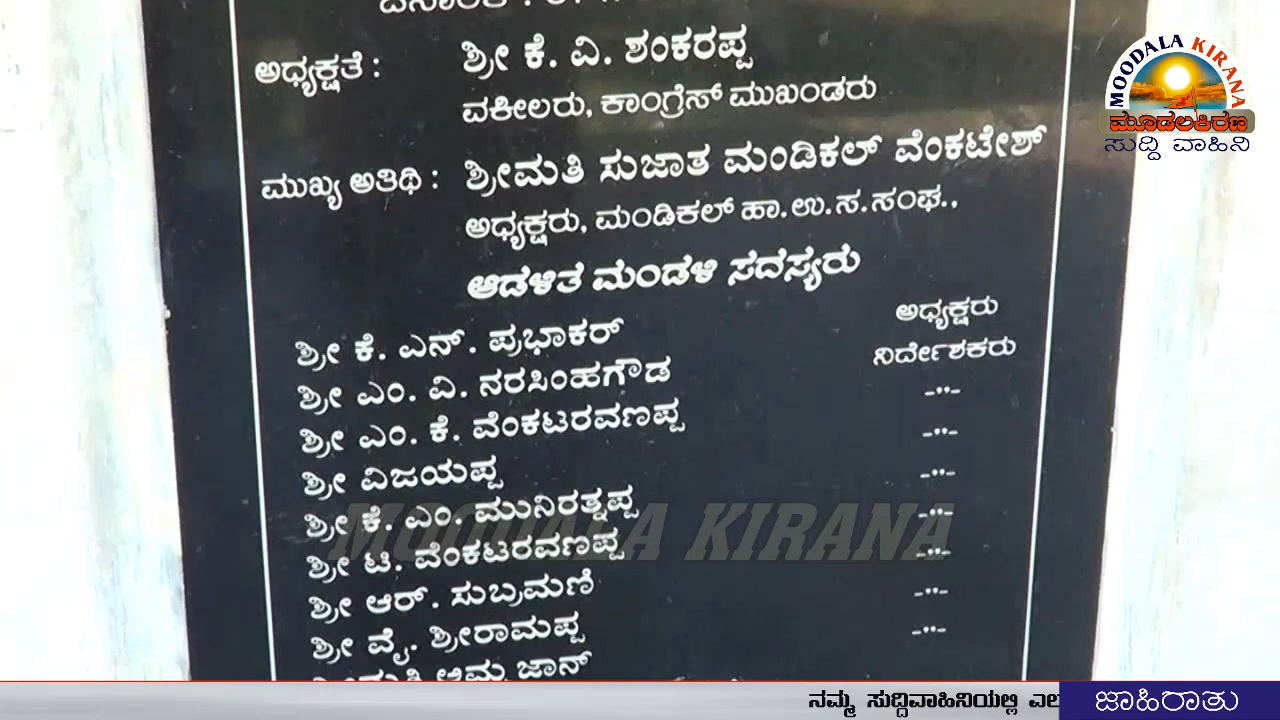 ಅಧ್ಯಕ್ಷತೆ : ಶ್ರೀ ಕೆ. ವಿ. ಶಂಕರಪ್ಪ
ವಕೀಲರು, ಕಾಂಗ್ರೆಸ್ ಮುಖಂಡರು
ಮುಖ್ಯ ಅತಿಥಿ : ಶ್ರೀಮತಿ ಸುಜಾತ ಮಂಡಿಕಲ್ ವೆಂಕಟೇಶ್
ಅಧ್ಯಕ್ಷರು, ಮಂಡಿಕಲ್ ಹಾ.ಉ.ಸ.ಸಂಘ.,
ಆಡಳಿತ ಮಂಡಳಿ ಸದಸ್ಯರು
ಶ್ರೀ ಕೆ. ಎನ್. ಪ್ರಭಾಕರ್ ಅಧ್ಯಕ್ಷರು
ಶ್ರೀ ಎಂ. ವಿ. ನರಸಿಂಹಗೌಡ ನಿರ್ದೇಶಕರು
ಶ್ರೀ ಎಂ. ಕೆ. ವೆಂಕಟರವಣಪ್ಪ -"-
ಶ್ರೀ ವಿಜಯಪ್ಪ -"-
ಶ್ರೀ ಕೆ. ಎಂ. ಮುನಿರತ್ನಪ್ಪ -"-
ಶ್ರೀ ಟಿ. ವೆಂಕಟರವಣಪ್ಪ -"-
ಶ್ರೀ ಆರ್. ಸುಬ್ರಮಣಿ -"-
ಶ್ರೀ ವೈ. ಶ್ರೀರಾಮಪ್ಪ -"-
-"-
MOODALA KIRANA
ಮೂಡಲಕಿರಣ
ಸುದ್ದಿ ವಾಹಿನಿ
MOODALA KIRANA
ನಮ್ಮ ಸುದ್ದಿವಾಹಿನಿಯಲ್ಲಿ
ಜಾಹಿರಾತು